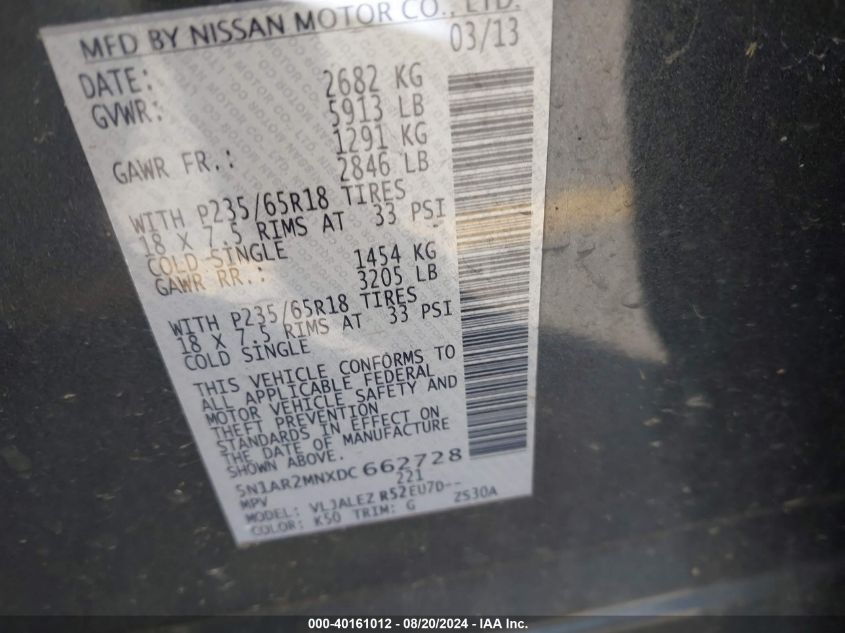 MFD BY NISSAN MOTOR CO., LTD.
DATE: 03/13
GVWR: 2682 KG
5913 LB
GAWR FR.: 1291 KG
2846 LB
WITH P235/65R18 TIRES
18 X 7.5 RIMS AT 33 PSI
COLD SINGLE
GAWR RR.: 1454 KG
3205 LB
WITH P235/65R18 TIRES
18 X 7.5 RIMS AT 33 PSI
COLD SINGLE
THIS VEHICLE CONFORMS TO
ALL APPLICABLE FEDERAL
MOTOR VEHICLE SAFETY AND
THEFT PREVENTION
STANDARDS IN EFFECT ON
THE DATE OF MANUFACTURE
SHOWN ABOVE.
5N1AR2MNXDC662728
MPV 221
MODEL: VLJALEZ R52EU7D-- ZS30A
COLOR: K50 TRIM: G
000-40161012 - 08/20/2024 - IAA Inc.